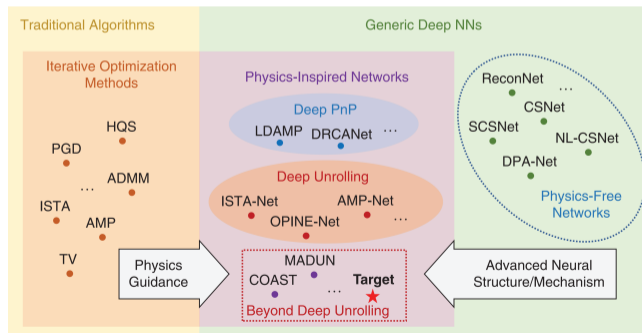 Traditional Algorithms
Generic Deep NNs
Iterative Optimization
Methods
HQS
PGD
...
ADMM
ISTA
AMP
TV
Physics-Inspired Networks
Deep PnP
LDAMP
DRCANet
...
Deep Unrolling
ISTA-Net
AMP-Net
OPINE-Net
...
MADUN
COAST
...
Target
Beyond Deep Unrolling
ReconNet
...
CSNet
SCSNet
NL-CSNet
DPA-Net
Physics-Free
Networks
Physics
Guidance
Advanced Neural
Structure/Mechanism